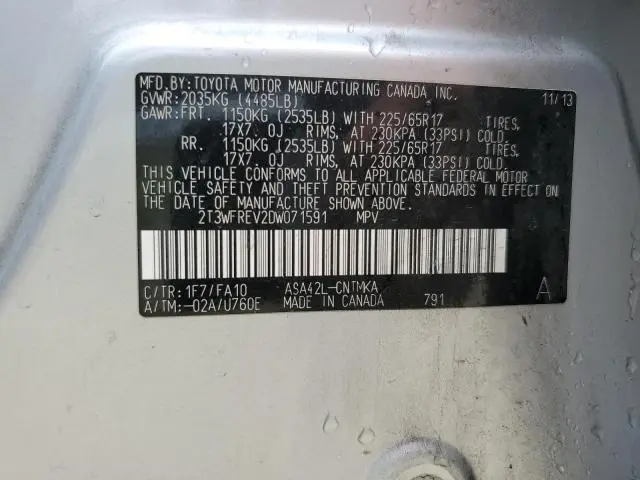 MFD.BY:TOYOTA MOTOR MANUFACTURING CANADA INC. 11/13
GVWR:2035KG (4485LB)
GAWR:FRT. 1150KG (2535LB) WITH 225/65R17 TIRES,
17X7.0J RIMS, AT 230KPA (33PSI) COLD.
RR. 1150KG (2535LB) WITH 225/65R17 TIRES,
17X7.0J RIMS, AT 230KPA (33PSI) COLD.
THIS VEHICLE CONFORMS TO ALL APPLICABLE FEDERAL MOTOR
VEHICLE SAFETY AND THEFT PREVENTION STANDARDS IN EFFECT ON
THE DATE OF MANUFACTURE SHOWN ABOVE.
2T3WFREV2DW071591 MPV
C/TR:1F7/FA10 ASA42L-CNTMKA A
A/TM:-02A/U760E MADE IN CANADA 791